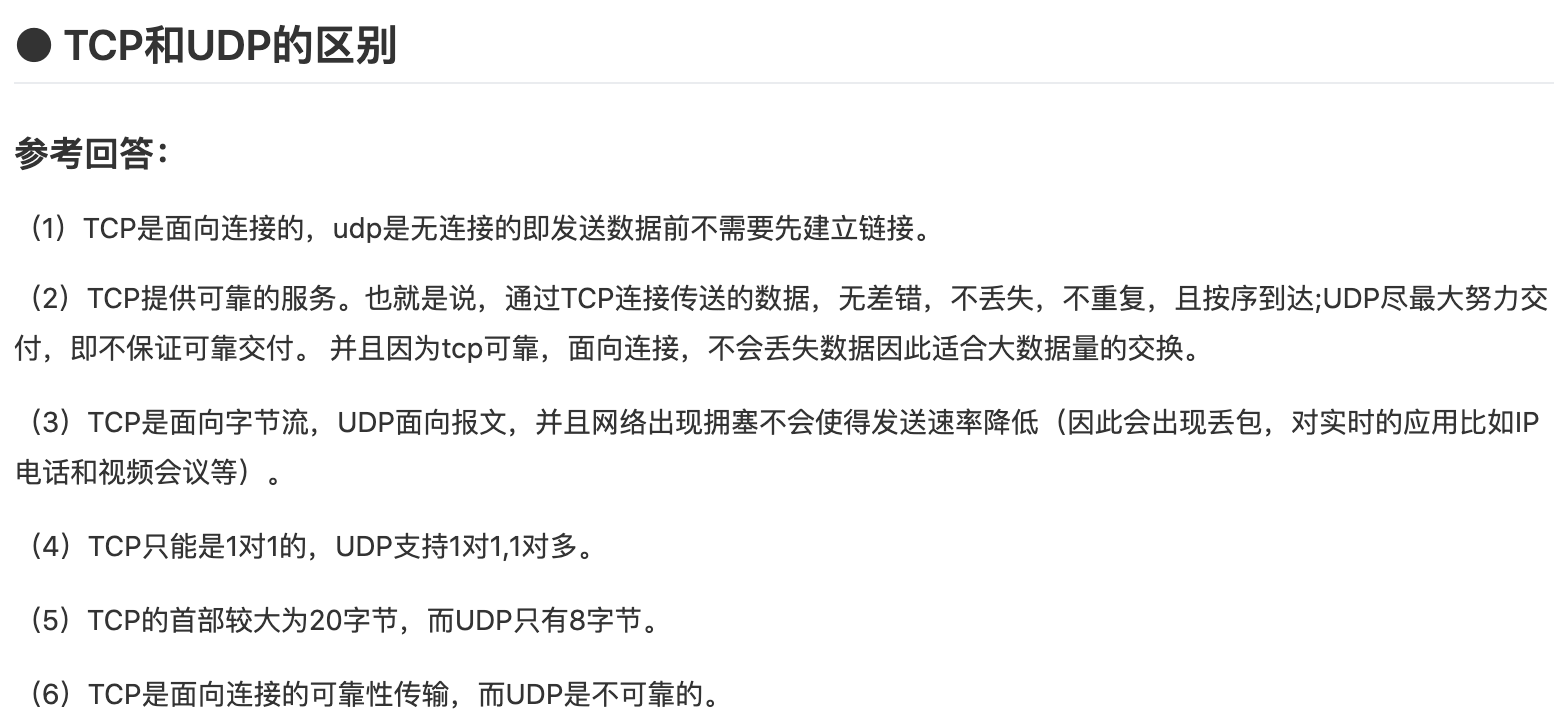 ● TCP和UDP的区别
参考回答：
（1）TCP是面向连接的，udp是无连接的即发送数据前不需要先建立链接。
（2）TCP提供可靠的服务。也就是说，通过TCP连接传送的数据，无差错，不丢失，不重复，且按序到达;UDP尽最大努力交
付，即不保证可靠交付。 并且因为tcp可靠，面向连接，不会丢失数据因此适合大数据量的交换。
（3）TCP是面向字节流，UDP面向报文，并且网络出现拥塞不会使得发送速率降低（因此会出现丢包，对实时的应用比如IP
电话和视频会议等）。
（4）TCP只能是1对1的，UDP支持1对1,1对多。
（5）TCP的首部较大为20字节，而UDP只有8字节。
（6）TCP是面向连接的可靠性传输，而UDP是不可靠的。